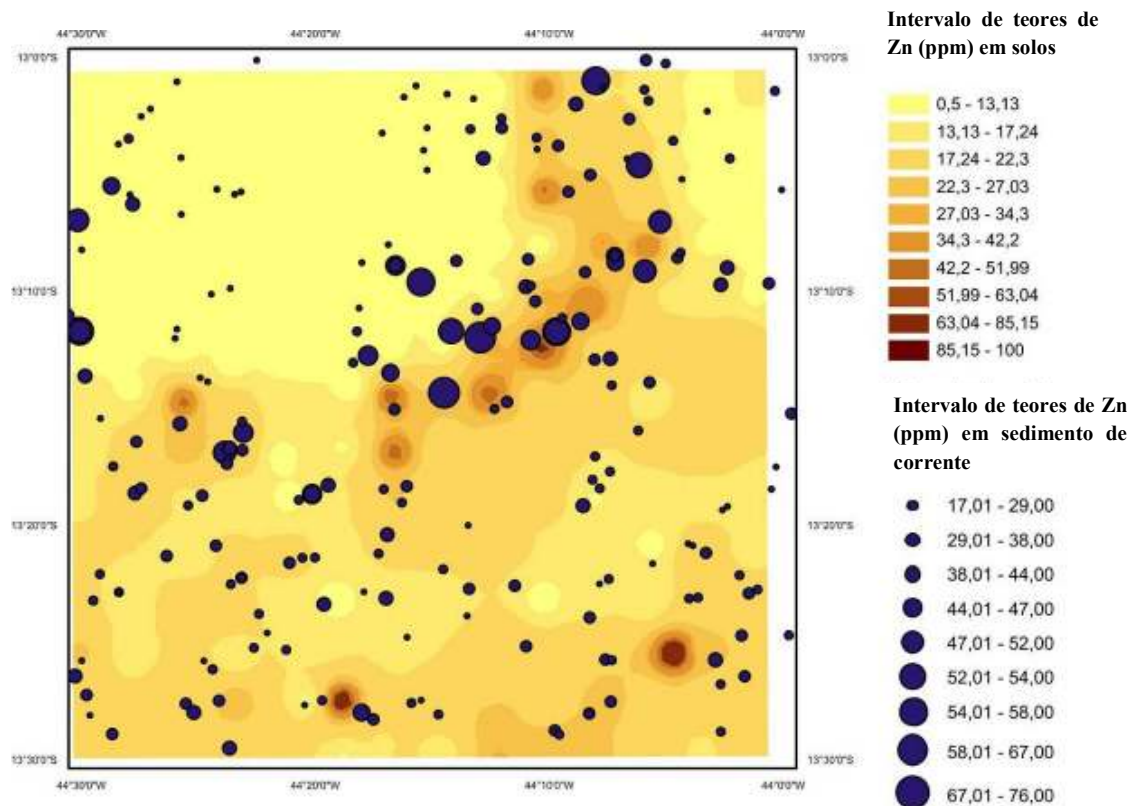 44°30'0"W 44°20'0"W 44°10'0"W 44°0'0"W
13°0'0"S 13°0'0"S
13°10'0"S 13°10'0"S
13°20'0"S 13°20'0"S
13°30'0"S 13°30'0"S
44°30'0"W 44°20'0"W 44°10'0"W 44°0'0"W
Intervalo de teores de
Zn (ppm) em solos
0,5 - 13,13
13,13 - 17,24
17,24 - 22,3
22,3 - 27,03
27,03 - 34,3
34,3 - 42,2
42,2 - 51,99
51,99 - 63,04
63,04 - 85,15
85,15 - 100
Intervalo de teores de Zn
(ppm) em sedimento de
corrente
17,01 - 29,00
29,01 - 38,00
38,01 - 44,00
44,01 - 47,00
47,01 - 52,00
52,01 - 54,00
54,01 - 58,00
58,01 - 67,00
67,01 - 76,00